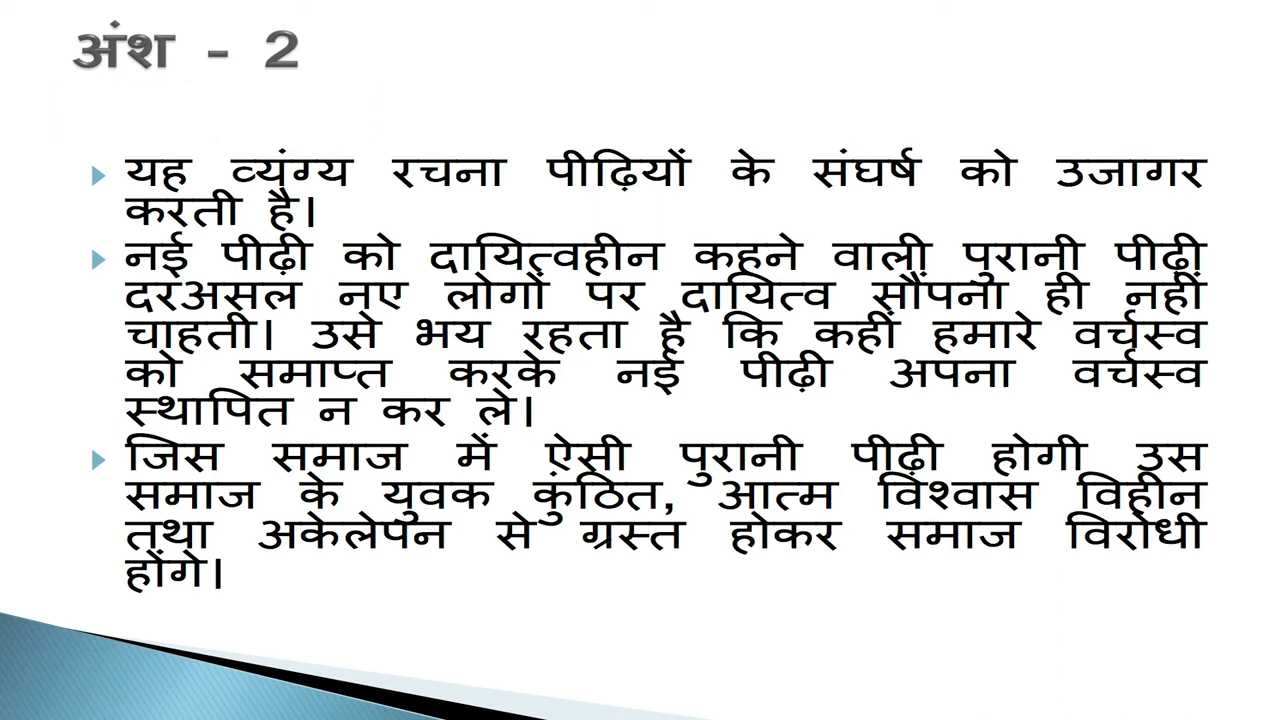 अंश - 2
यह व्यंग्य रचना पीढ़ियों के संघर्ष को उजागर
करती है।
नई पीढ़ी को दायित्वहीन कहने वाली पुरानी पीढ़ी
दरअसल नए लोगों पर दायित्व सौंपना ही नहीं
चाहती। उसे भय रहता है कि कहीं हमारे वर्चस्व
को समाप्त करके नई पीढ़ी अपना वर्चस्व
स्थापित न कर ले।
जिस समाज में ऐसी पुरानी पीढ़ी होगी उस
समाज के युवक कुंठित, आत्म विश्वास विहीन
तथा अकेलेपन से ग्रस्त होकर समाज विरोधी
होंगे।